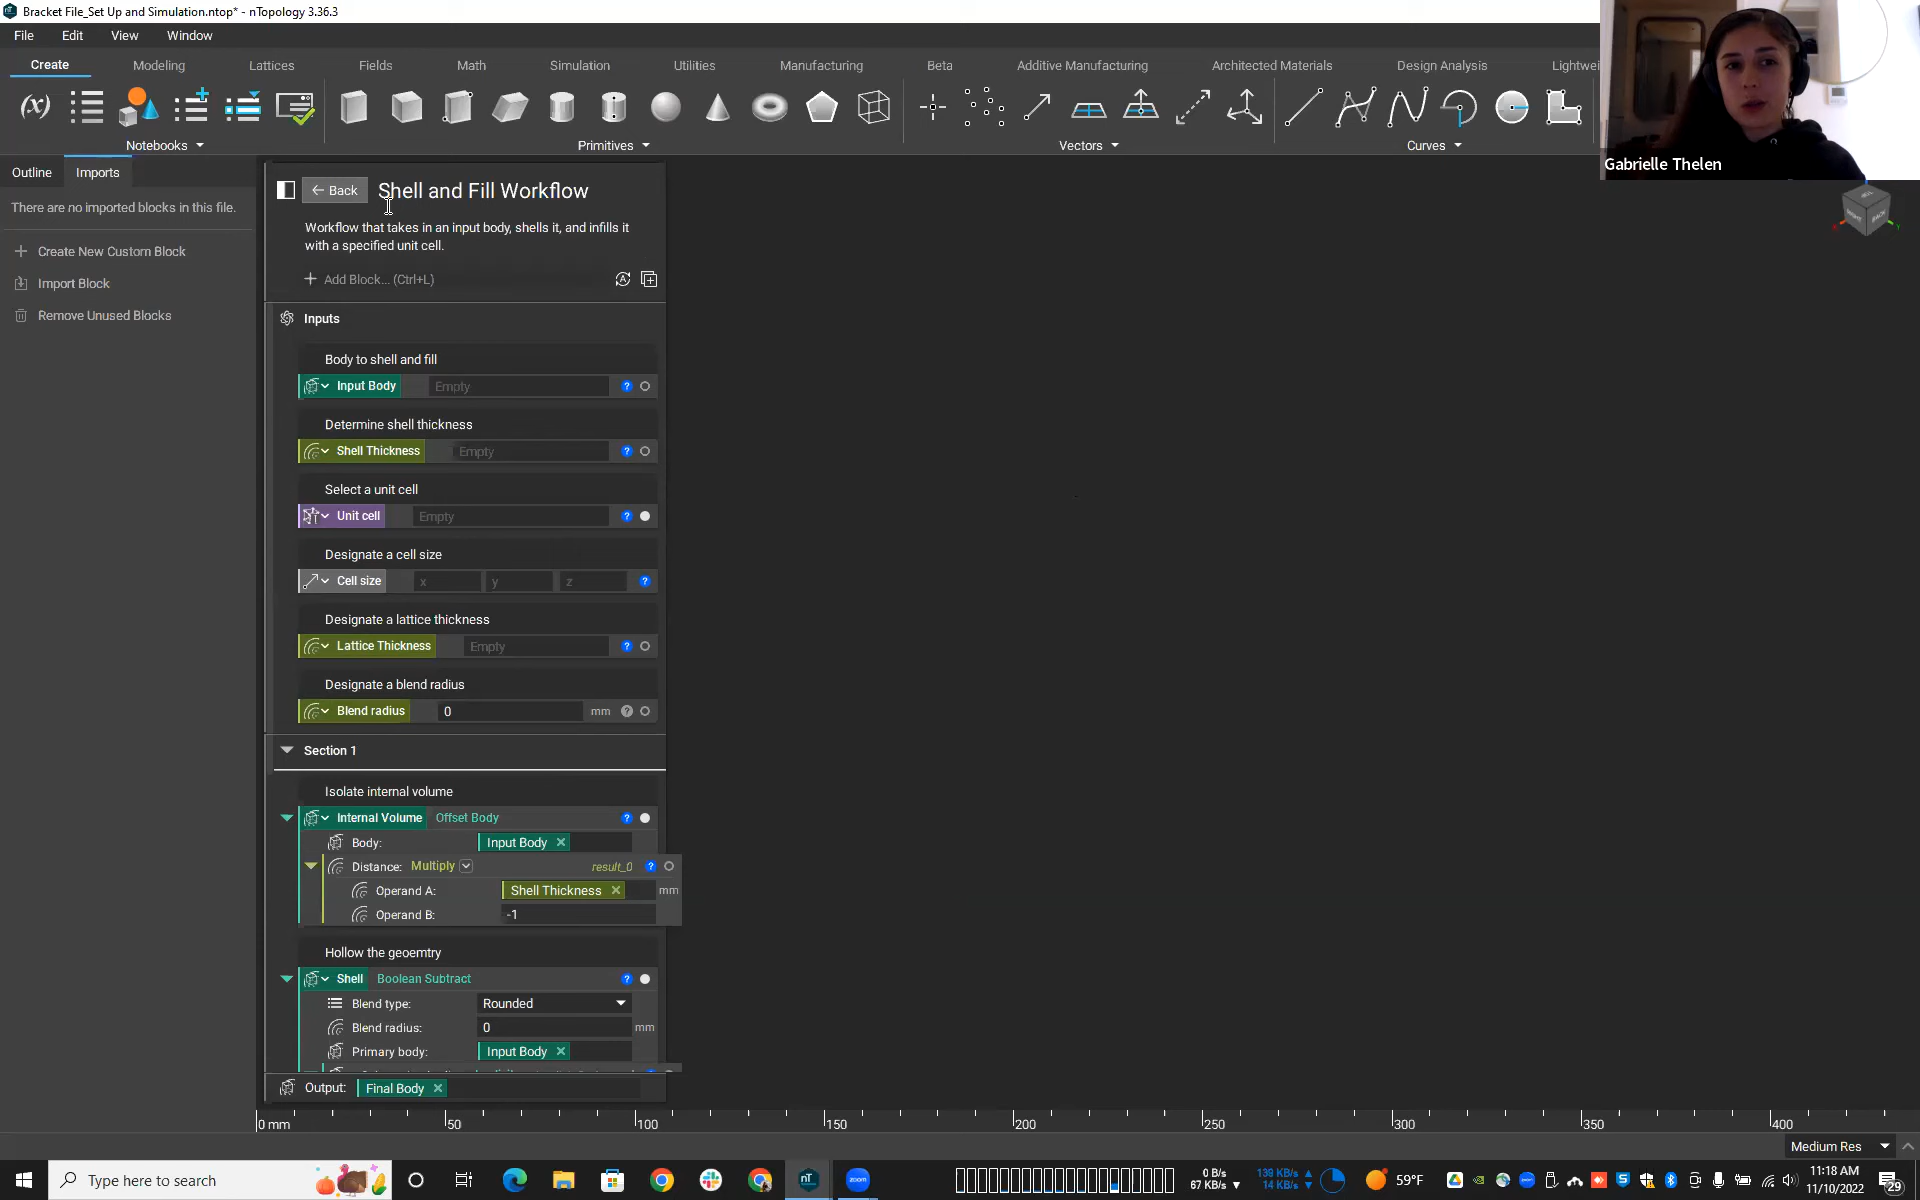 Bracket File_Set Up and Simulation.ntop* - nTopology 3.36.3
File Edit View Window
Create Modeling Lattices Fields Math Simulation Utilities Manufacturing Beta Additive Manufacturing Architected Materials Design Analysis Lightwei
Notebooks Primitives Vectors Curves
Gabrielle Thelen
Outline Imports
There are no imported blocks in this file.
Create New Custom Block
Import Block
Remove Unused Blocks
Back Shell and Fill Workflow
Workflow that takes in an input body, shells it, and infills it
with a specified unit cell.
Add Block... (Ctrl+L)
Inputs
Body to shell and fill
Input Body Empty
Determine shell thickness
Shell Thickness Empty
Select a unit cell
Unit cell Empty
Designate a cell size
Cell size x y z
Designate a lattice thickness
Lattice Thickness Empty
Designate a blend radius
Blend radius 0 mm
Section 1
Isolate internal volume
Internal Volume Offset Body
Body: Input Body
Distance: Multiply result_0
Operand A: Shell Thickness mm
Operand B: -1
Hollow the geoemtry
Shell Boolean Subtract
Blend type: Rounded
Blend radius: 0 mm
Primary body: Input Body
Output: Final Body
0 mm 50 100 150 200 250 300 350 400
Medium Res
Type here to search
0 B/s
67 KB/s
139 KB/s
14 KB/s
59°F
11:18 AM
11/10/2022
29